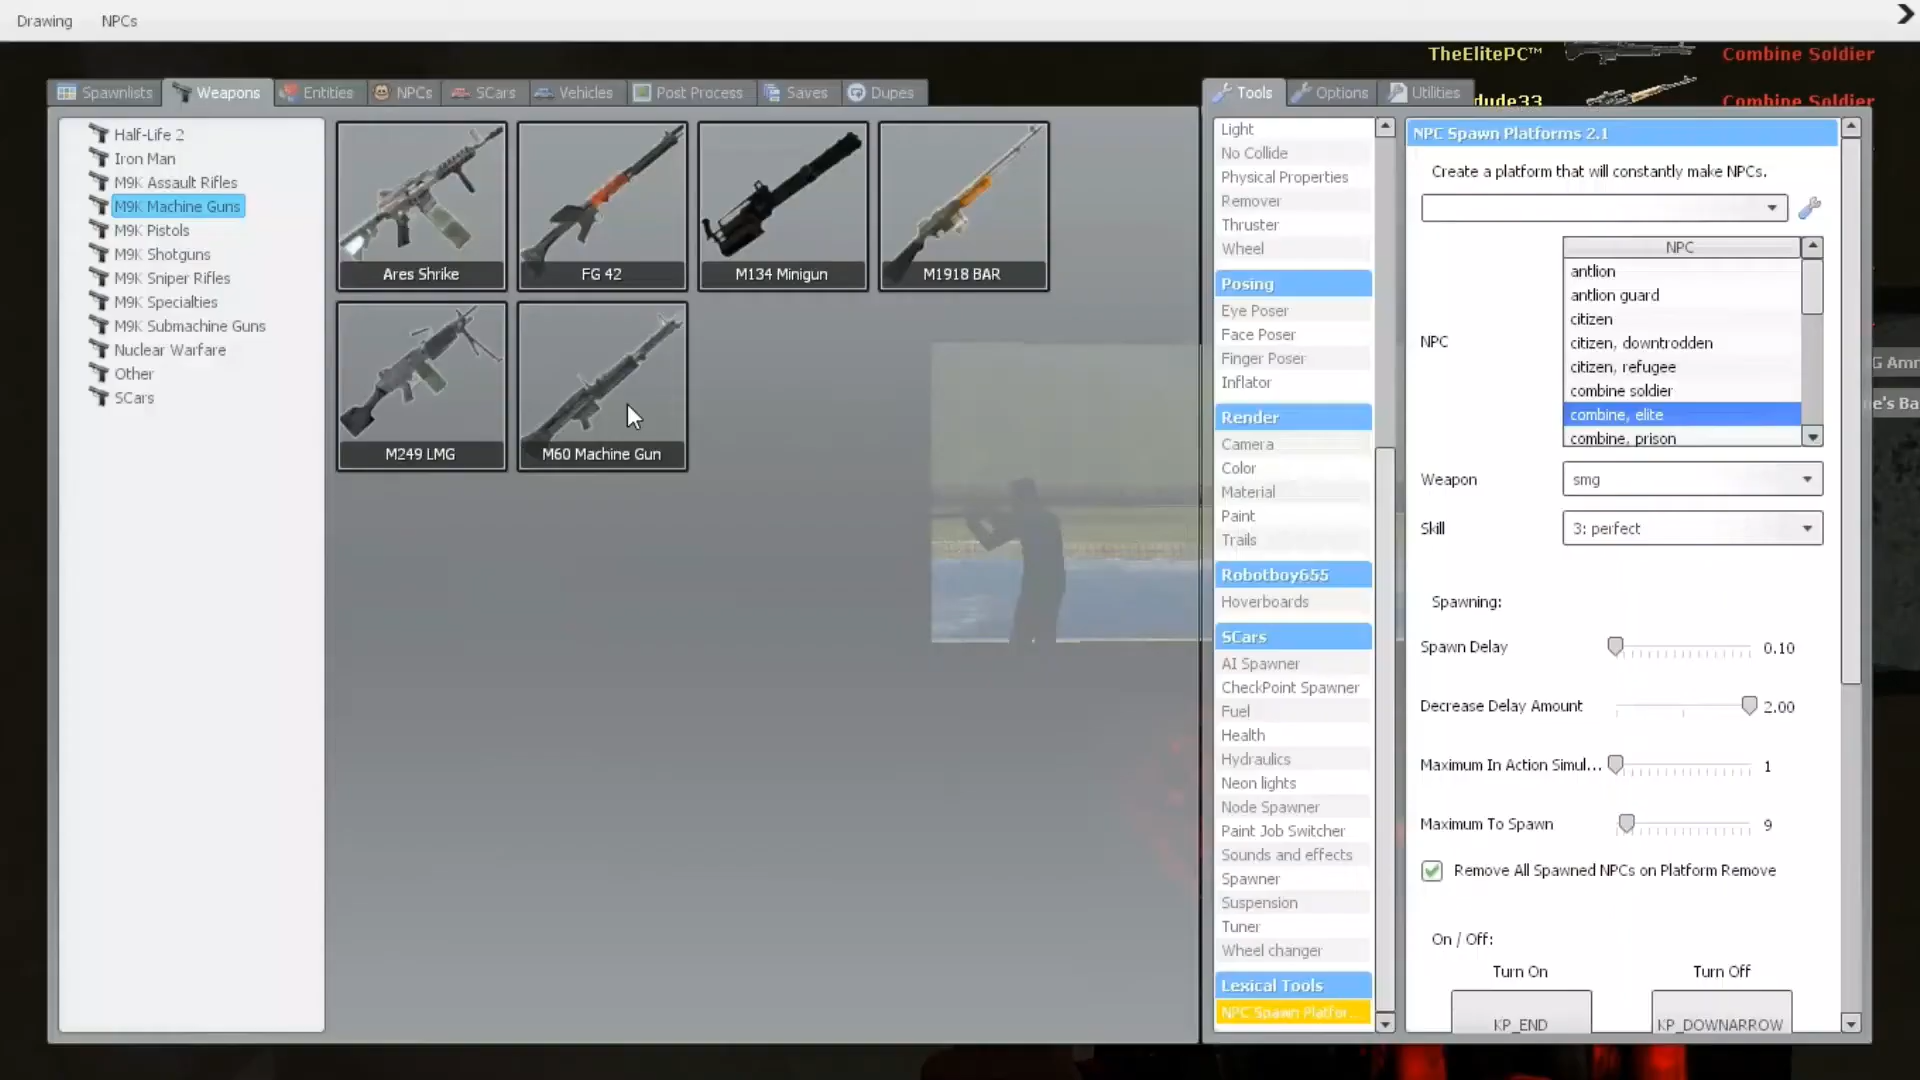 Drawing NPCs
TheElitePC™ Combine Soldier
dude33 Combine Soldier
Spawnlists Weapons Entities NPCs SCars Vehicles Post Process Saves Dupes
Tools Options Utilities
Half-Life 2
Iron Man
M9K Assault Rifles
M9K Machine Guns
M9K Pistols
M9K Shotguns
M9K Sniper Rifles
M9K Specialties
M9K Submachine Guns
Nuclear Warfare
Other
SCars
Ares Shrike
FG 42
M134 Minigun
M1918 BAR
M249 LMG
M60 Machine Gun
Light
No Collide
Physical Properties
Remover
Thruster
Wheel
Posing
Eye Poser
Face Poser
Finger Poser
Inflator
Render
Camera
Color
Material
Paint
Trails
Robotboy655
Hoverboards
SCars
AI Spawner
CheckPoint Spawner
Fuel
Health
Hydraulics
Neon lights
Node Spawner
Paint Job Switcher
Sounds and effects
Spawner
Suspension
Tuner
Wheel changer
Lexical Tools
NPC Spawn Platfor...
NPC Spawn Platforms 2.1
Create a platform that will constantly make NPCs.
NPC
NPC
antlion
antlion guard
citizen
citizen, downtrodden
citizen, refugee
combine soldier
combine, elite
combine, prison
Weapon smg
Skill 3: perfect
Spawning:
Spawn Delay 0.10
Decrease Delay Amount 2.00
Maximum In Action Simul... 1
Maximum To Spawn 9
Remove All Spawned NPCs on Platform Remove
On / Off:
Turn On Turn Off
KP_END KP_DOWNARROW